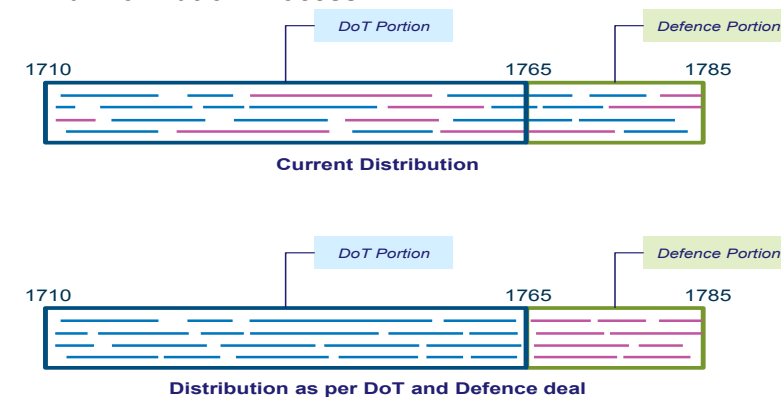 DoT Portion
Defence Portion
1710
1765
1785
Current Distribution
DoT Portion
Defence Portion
1710
1765
1785
Distribution as per DoT and Defence deal